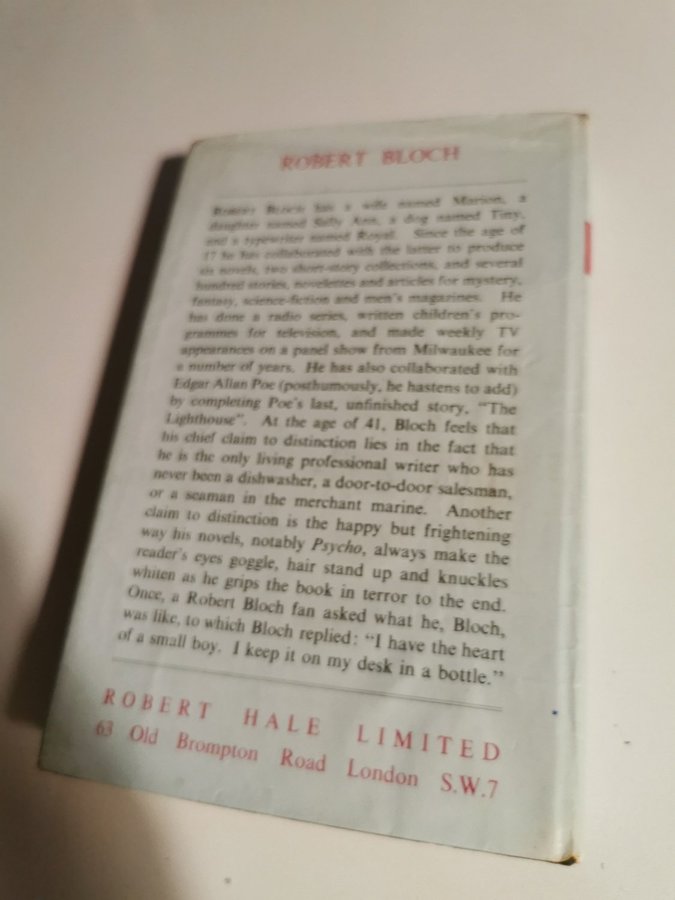 ROBERT BLOCH
ROBERT BLOCH has a wife named Marion, a
daughter named Sally Ann, a dog named Tiny,
and a typewriter named Royal. Since the age of
17 he has collaborated with the latter to produce
six novels, two short-story collections, and several
hundred stories, novelettes and articles for mystery,
fantasy, science-fiction and men's magazines. He
has done a radio series, written children's pro-
grammes for television, and made weekly TV
appearances on a panel show from Milwaukee for
a number of years. He has also collaborated with
Edgar Allan Poe (posthumously, he hastens to add)
by completing Poe's last, unfinished story, "The
Lighthouse". At the age of 41, Bloch feels that
his chief claim to distinction lies in the fact that
he is the only living professional writer who has
never been a dishwasher, a door-to-door salesman,
or a seaman in the merchant marine. Another
claim to distinction is the happy but frightening
way his novels, notably Psycho, always make the
reader's eyes goggle, hair stand up and knuckles
whiten as he grips the book in terror to the end.
Once, a Robert Bloch fan asked what he, Bloch,
was like, to which Bloch replied: "I have the heart
of a small boy. I keep it on my desk in a bottle."
ROBERT HALE LIMITED
63 Old Brompton Road London S.W.7